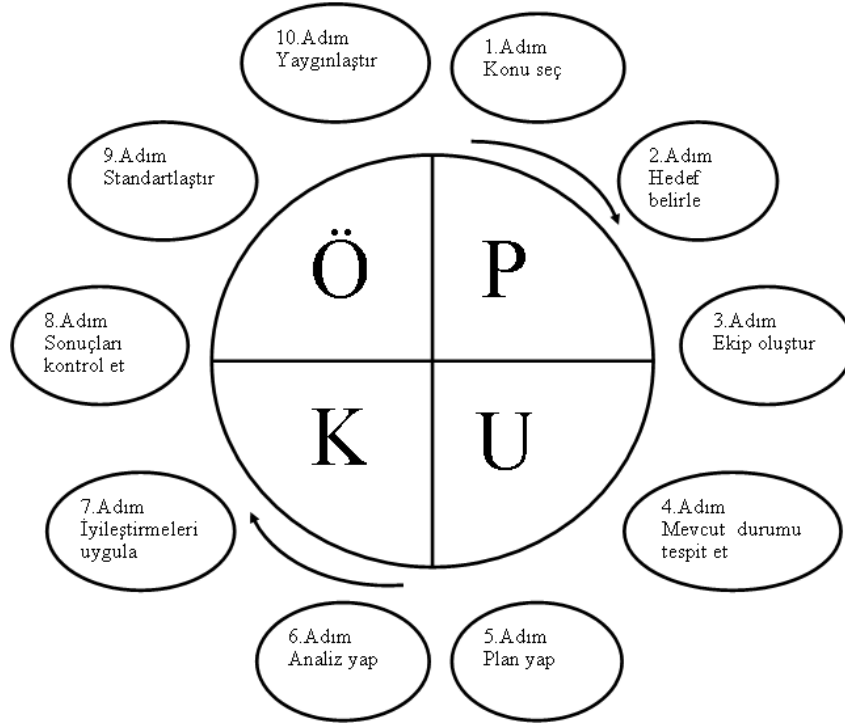 1.Adım
Konu seç
2.Adım
Hedef
belirle
3.Adım
Ekip oluştur
4.Adım
Mevcut durumu
tespit et
5.Adım
Plan yap
6.Adım
Analiz yap
7.Adım
İyileştirmeleri
uygula
8.Adım
Sonuçları
kontrol et
9.Adım
Standartlaştır
10.Adım
Yaygınlaştır
Ö
P
K
U